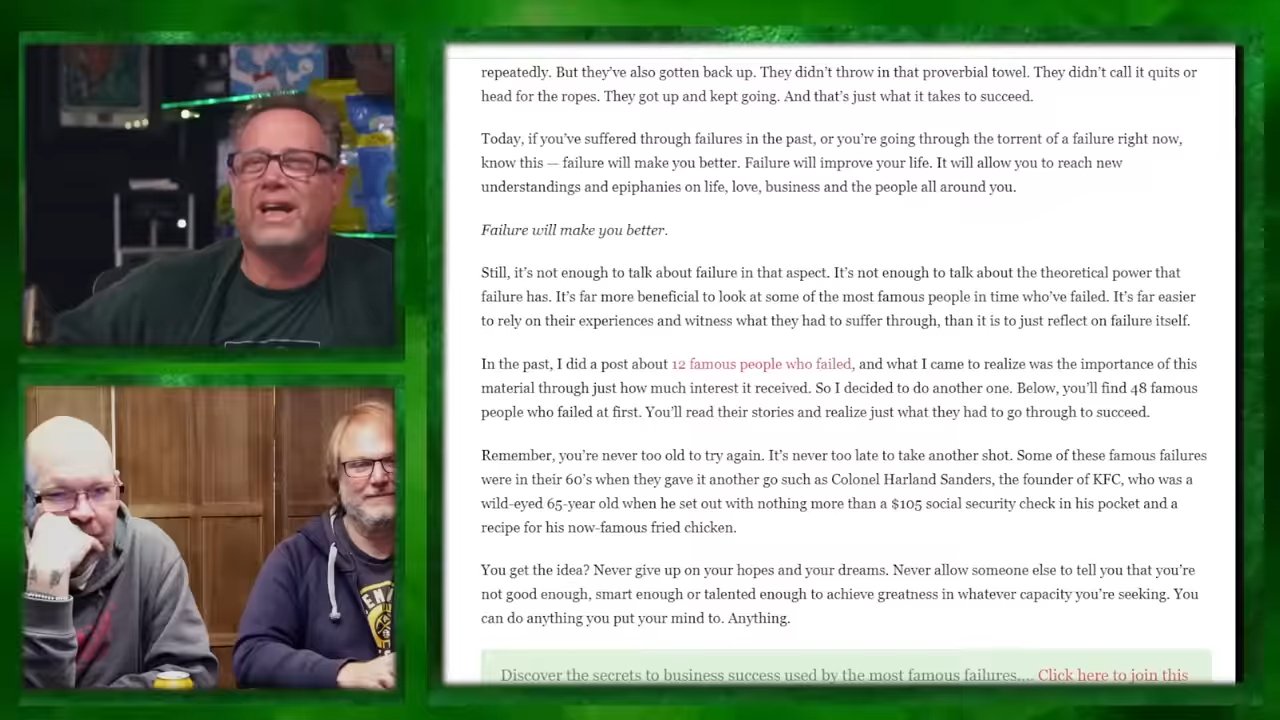 repeatedly. But they've also gotten back up. They didn't throw in that proverbial towel. They didn't call it quits or
head for the ropes. They got up and kept going. And that's just what it takes to succeed.
Today, if you've suffered through failures in the past, or you're going through the torrent of a failure right now,
know this — failure will make you better. Failure will improve your life. It will allow you to reach new
understandings and epiphanies on life, love, business and the people all around you.
Failure will make you better.
Still, it's not enough to talk about failure in that aspect. It's not enough to talk about the theoretical power that
failure has. It's far more beneficial to look at some of the most famous people in time who've failed. It's far easier
to rely on their experiences and witness what they had to suffer through, than it is to just reflect on failure itself.
In the past, I did a post about 12 famous people who failed, and what I came to realize was the importance of this
material through just how much interest it received. So I decided to do another one. Below, you'll find 48 famous
people who failed at first. You'll read their stories and realize just what they had to go through to succeed.
Remember, you're never too old to try again. It's never too late to take another shot. Some of these famous failures
were in their 60's when they gave it another go such as Colonel Harland Sanders, the founder of KFC, who was a
wild-eyed 65-year old when he set out with nothing more than a $105 social security check in his pocket and a
recipe for his now-famous fried chicken.
You get the idea? Never give up on your hopes and your dreams. Never allow someone else to tell you that you're
not good enough, smart enough or talented enough to achieve greatness in whatever capacity you're seeking. You
can do anything you put your mind to. Anything.
Discover the secrets to business success used by the most famous failures.... Click here to join this